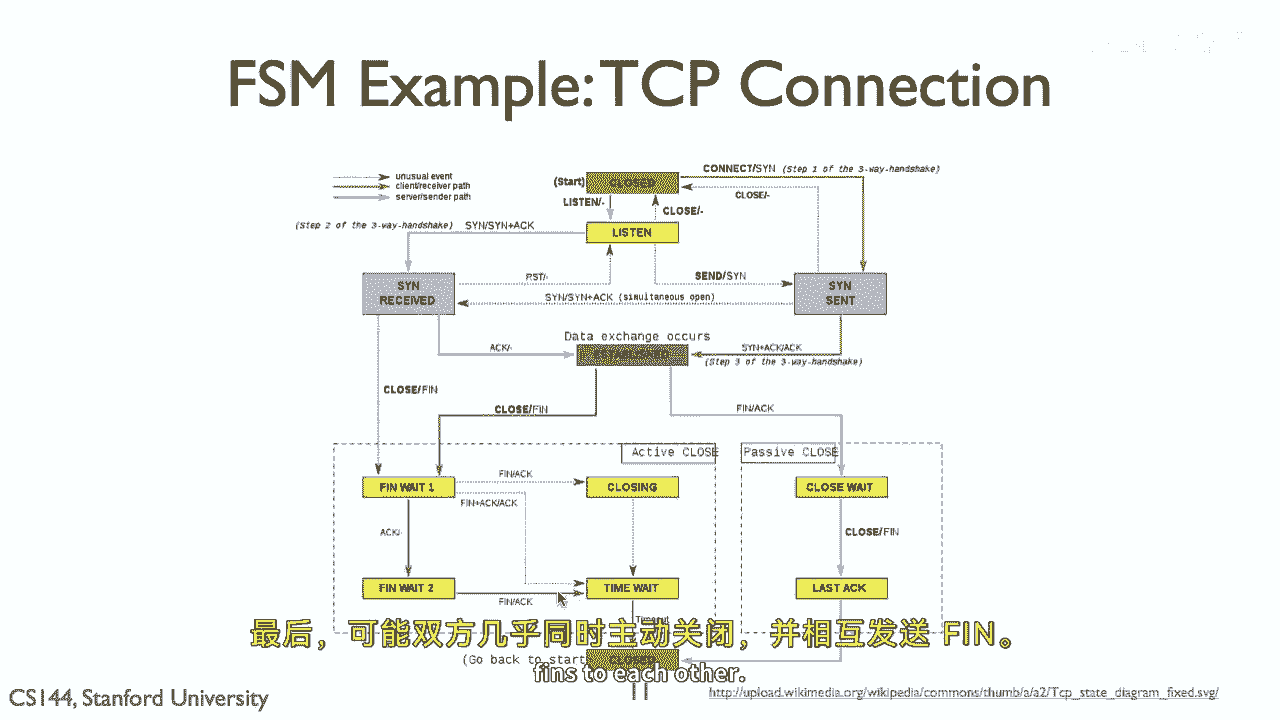 FSM Example: TCP Connection
unusual event
client/receiver path
server/sender path
(Start)
CLOSED
CONNECT/SYN (Step 1 of the 3-way-handshake)
CLOSE/-
LISTEN/-
CLOSE/-
(Step 2 of the 3-way-handshake) SYN/SYN+ACK
LISTEN
SYN
RECEIVED
RST/-
SEND/SYN
SYN
SENT
SYN/SYN+ACK (simultaneous open)
Data exchange occurs
ACK/-
SYN+ACK/ACK
(Step 3 of the 3-way-handshake)
CLOSE/FIN
CLOSE/FIN
FIN/ACK
Active CLOSE
Passive CLOSE
FIN WAIT 1
FIN/ACK
CLOSING
CLOSE WAIT
FIN+ACK/ACK
ACK/-
CLOSE/FIN
FIN WAIT 2
FIN/ACK
TIME WAIT
LAST ACK
最后，可能双方几乎同时主动关闭，并相互发送 FIN。
(Go back to start)
CLOSED
fins to each other.
CS144, Stanford University
http://upload.wikimedia.org/wikipedia/commons/thumb/a/a2/Tcp_state_diagram_fixed.svg/